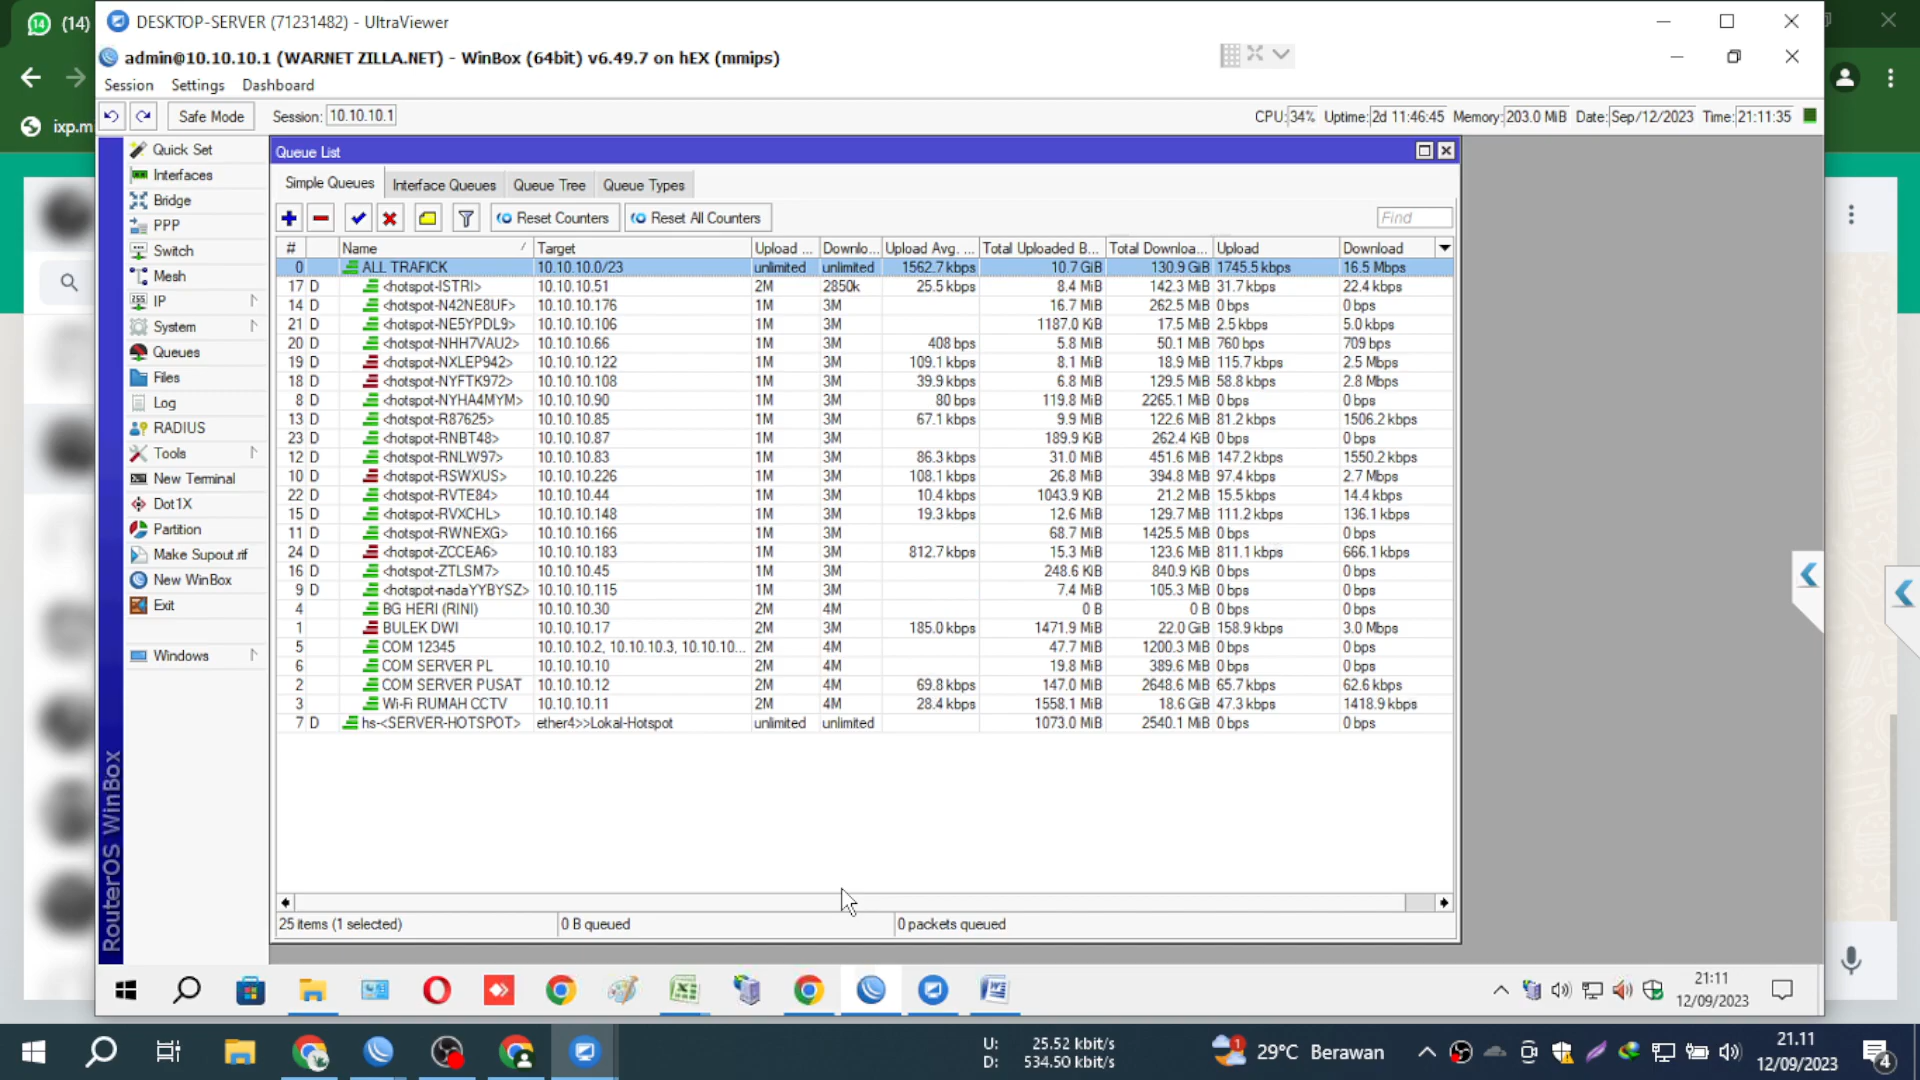 14 (14)
DESKTOP-SERVER (71231482) - UltraViewer
admin@10.10.10.1 (WARNET ZILLA.NET) - WinBox (64bit) v6.49.7 on hEX (mmips)
Session Settings Dashboard
ixp.m
Safe Mode Session: 10.10.10.1 CPU: 34% Uptime: 2d 11:46:45 Memory: 203.0 MiB Date: Sep/12/2023 Time: 21:11:35
Quick Set
Interfaces
Bridge
PPP
Switch
Mesh
IP
System
Queues
Files
Log
RADIUS
Tools
New Terminal
Dot1X
Partition
Make Supout.rif
New WinBox
Exit
Windows
RouterOS WinBox
Queue List
Simple Queues Interface Queues Queue Tree Queue Types
Reset Counters Reset All Counters Find
# Name Target Upload ... Downlo... Upload Avg. ... Total Uploaded B... Total Downloa... Upload Download
0 ALL TRAFICK 10.10.10.0/23 unlimited unlimited 1562.7 kbps 10.7 GiB 130.9 GiB 1745.5 kbps 16.5 Mbps
17 D <hotspot-ISTRI> 10.10.10.51 2M 2850k 25.5 kbps 8.4 MiB 142.3 MiB 31.7 kbps 22.4 kbps
14 D <hotspot-N42NE8UF> 10.10.10.176 1M 3M 16.7 MiB 262.5 MiB 0 bps 0 bps
21 D <hotspot-NE5YPDL9> 10.10.10.106 1M 3M 1187.0 KiB 17.5 MiB 2.5 kbps 5.0 kbps
20 D <hotspot-NHH7VAU2> 10.10.10.66 1M 3M 408 bps 5.8 MiB 50.1 MiB 760 bps 709 bps
19 D <hotspot-NXLEP942> 10.10.10.122 1M 3M 109.1 kbps 8.1 MiB 18.9 MiB 115.7 kbps 2.5 Mbps
18 D <hotspot-NYFTK972> 10.10.10.108 1M 3M 39.9 kbps 6.8 MiB 129.5 MiB 58.8 kbps 2.8 Mbps
8 D <hotspot-NYHA4MYM> 10.10.10.90 1M 3M 80 bps 119.8 MiB 2265.1 MiB 0 bps 0 bps
13 D <hotspot-R87625> 10.10.10.85 1M 3M 67.1 kbps 9.9 MiB 122.6 MiB 81.2 kbps 1506.2 kbps
23 D <hotspot-RNBT48> 10.10.10.87 1M 3M 189.9 KiB 262.4 KiB 0 bps 0 bps
12 D <hotspot-RNLW97> 10.10.10.83 1M 3M 86.3 kbps 31.0 MiB 451.6 MiB 147.2 kbps 1550.2 kbps
10 D <hotspot-RSWXUS> 10.10.10.226 1M 3M 108.1 kbps 26.8 MiB 394.8 MiB 97.4 kbps 2.7 Mbps
22 D <hotspot-RVTE84> 10.10.10.44 1M 3M 10.4 kbps 1043.9 KiB 21.2 MiB 15.5 kbps 14.4 kbps
15 D <hotspot-RVXCHL> 10.10.10.148 1M 3M 19.3 kbps 12.6 MiB 129.7 MiB 111.2 kbps 136.1 kbps
11 D <hotspot-RWNEXG> 10.10.10.166 1M 3M 68.7 MiB 1425.5 MiB 0 bps 0 bps
24 D <hotspot-ZCCEA6> 10.10.10.183 1M 3M 812.7 kbps 15.3 MiB 123.6 MiB 811.1 kbps 666.1 kbps
16 D <hotspot-ZTLSM7> 10.10.10.45 1M 3M 248.6 KiB 840.9 KiB 0 bps 0 bps
9 D <hotspot-nadaYYBYSZ> 10.10.10.115 1M 3M 7.4 MiB 105.3 MiB 0 bps 0 bps
4 BG HERI (RINI) 10.10.10.30 2M 4M 0 B 0 B 0 bps 0 bps
1 BULEK DWI 10.10.10.17 2M 3M 185.0 kbps 1471.9 MiB 22.0 GiB 158.9 kbps 3.0 Mbps
5 COM 12345 10.10.10.2, 10.10.10.3, 10.10.10... 2M 4M 47.7 MiB 1200.3 MiB 0 bps 0 bps
6 COM SERVER PL 10.10.10.10 2M 4M 19.8 MiB 389.6 MiB 0 bps 0 bps
2 COM SERVER PUSAT 10.10.10.12 2M 4M 69.8 kbps 147.0 MiB 2648.6 MiB 65.7 kbps 62.6 kbps
3 Wi-Fi RUMAH CCTV 10.10.10.11 2M 4M 28.4 kbps 1558.1 MiB 18.6 GiB 47.3 kbps 1418.9 kbps
7 D hs-<SERVER-HOTSPOT> ether4>>Lokal-Hotspot unlimited unlimited 1073.0 MiB 2540.1 MiB 0 bps 0 bps
25 items (1 selected) 0 B queued 0 packets queued
21:11
12/09/2023
U: 25.52 kbit/s
D: 534.50 kbit/s
1 29°C Berawan
21.11
12/09/2023
4